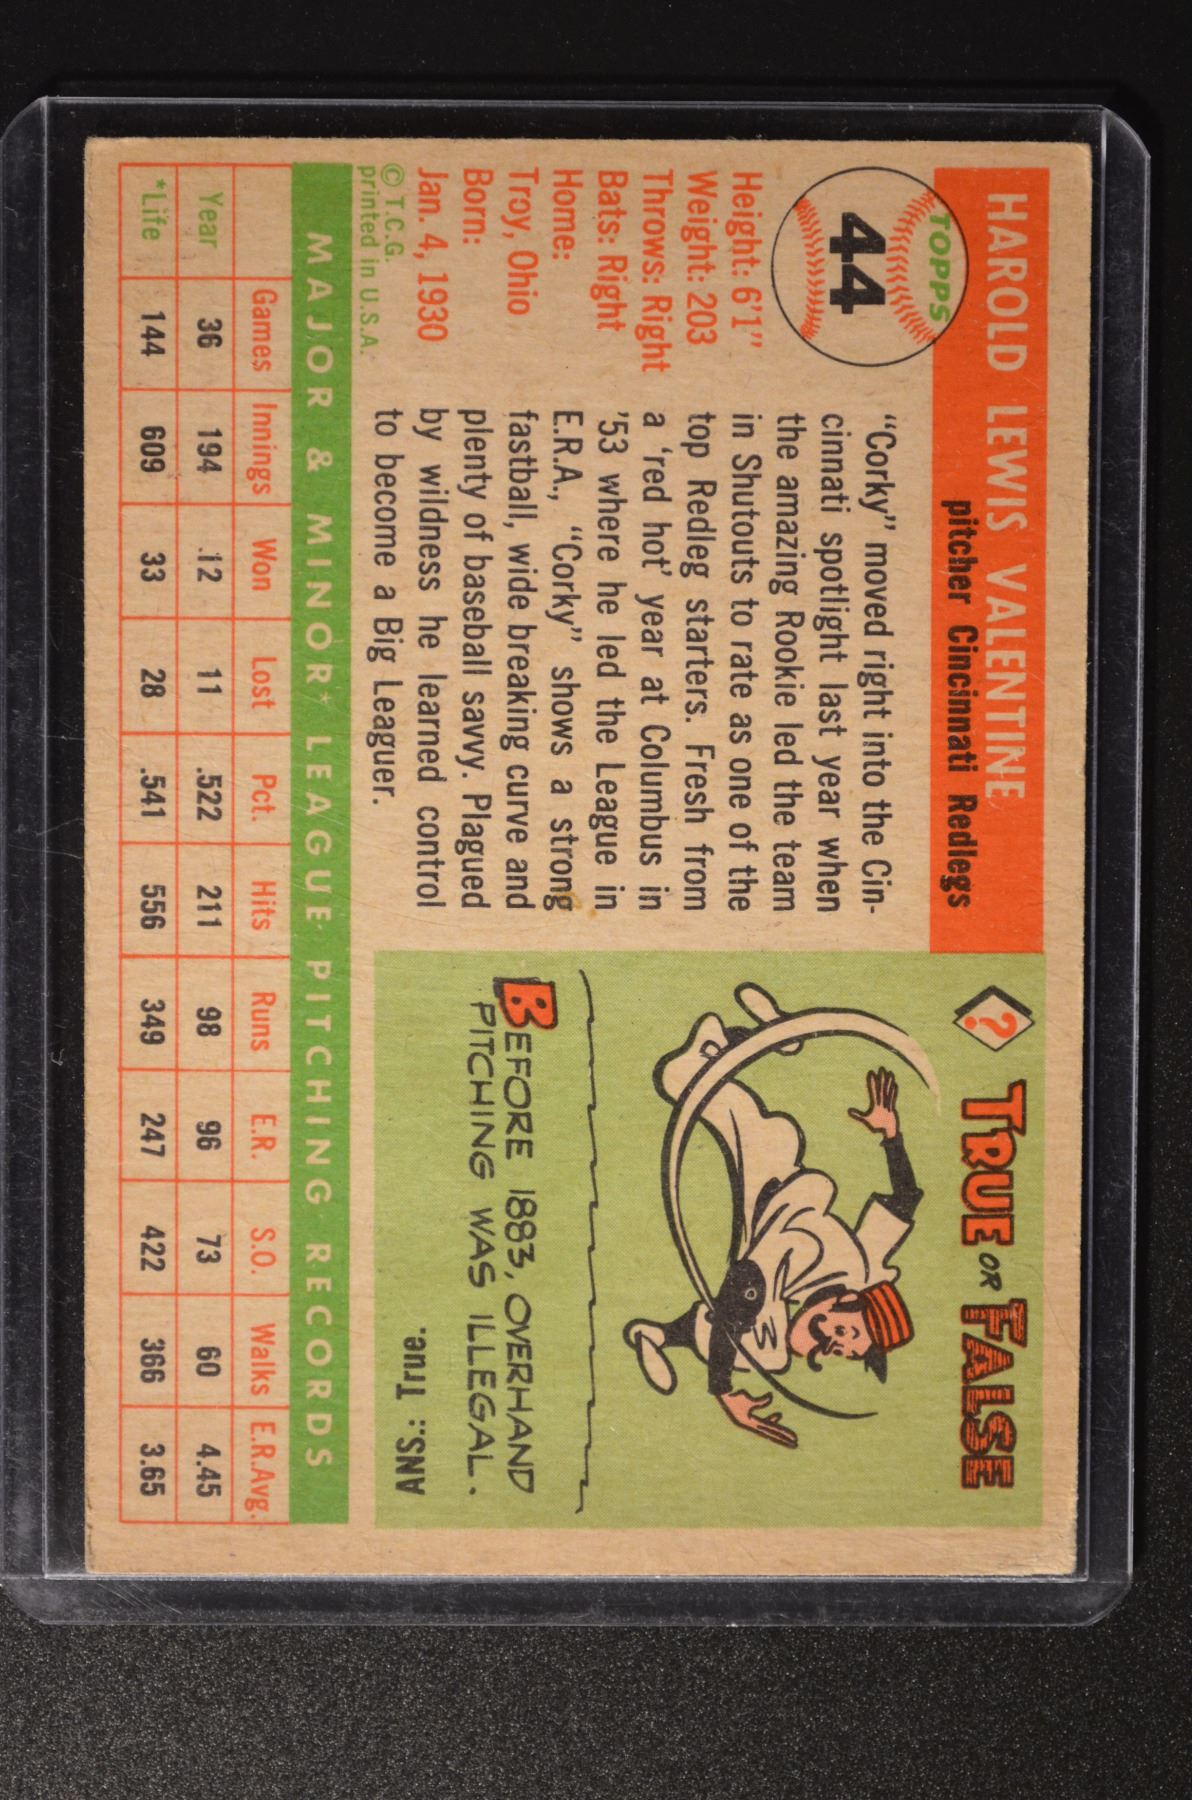 HAROLD LEWIS VALENTINE
pitcher Cincinnati Redlegs
TOPPS
44
Height: 6'1"
Weight: 203
Throws: Right
Bats: Right
Home:
Troy, Ohio
Born:
Jan. 4, 1930
© T.C.G.
printed in U.S.A.
"Corky" moved right into the Cin-
cinnati spotlight last year when
the amazing Rookie led the team
in Shutouts to rate as one of the
top Redleg starters. Fresh from
a 'red hot' year at Columbus in
'53 where he led the League in
E.R.A., "Corky" shows a strong
fastball, wide breaking curve and
plenty of baseball savvy. Plagued
by wildness he learned control
to become a Big Leaguer.
? TRUE OR FALSE
BEFORE 1883, OVERHAND
PITCHING WAS ILLEGAL.
ANS.: True.
MAJOR & MINOR* LEAGUE PITCHING RECORDS
Games Innings Won Lost Pct. Hits Runs E.R. S.O. Walks E.R.Avg.
Year 36 194 12 11 .522 211 98 96 73 60 4.45
*Life 144 609 33 28 .541 556 349 247 422 366 3.65